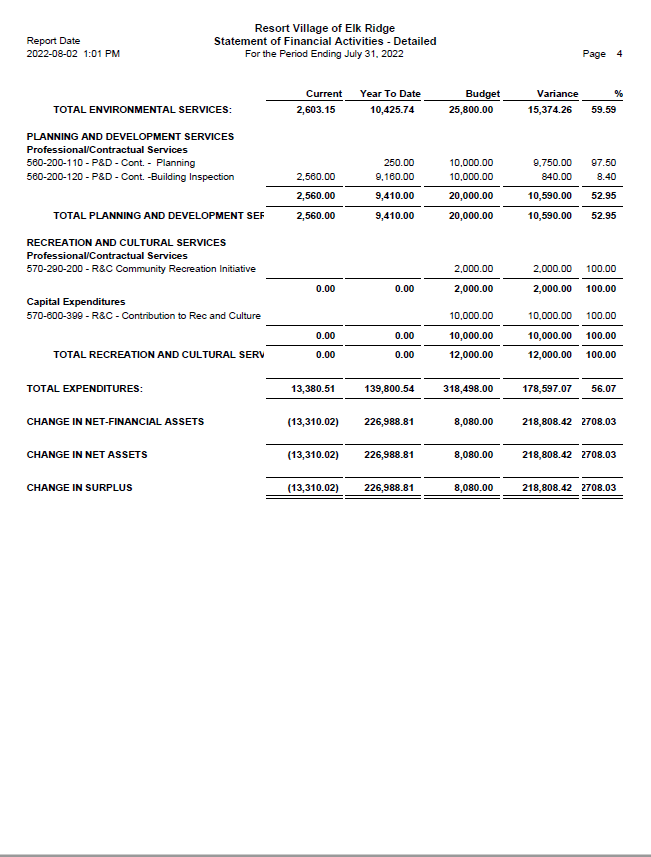 Resort Village of Elk Ridge
Report Date Statement of Financial Activities - Detailed
2022-08-02 1:01 PM For the Period Ending July 31, 2022 Page 4
Current Year To Date Budget Variance %
TOTAL ENVIRONMENTAL SERVICES: 2,603.15 10,425.74 25,800.00 15,374.26 59.59
PLANNING AND DEVELOPMENT SERVICES
Professional/Contractual Services
560-200-110 - P&D - Cont. - Planning 250.00 10,000.00 9,750.00 97.50
560-200-120 - P&D - Cont. -Building Inspection 2,560.00 9,160.00 10,000.00 840.00 8.40
2,560.00 9,410.00 20,000.00 10,590.00 52.95
TOTAL PLANNING AND DEVELOPMENT SER 2,560.00 9,410.00 20,000.00 10,590.00 52.95
RECREATION AND CULTURAL SERVICES
Professional/Contractual Services
570-290-200 - R&C Community Recreation Initiative 2,000.00 2,000.00 100.00
0.00 0.00 2,000.00 2,000.00 100.00
Capital Expenditures
570-600-399 - R&C - Contribution to Rec and Culture 10,000.00 10,000.00 100.00
0.00 0.00 10,000.00 10,000.00 100.00
TOTAL RECREATION AND CULTURAL SERV 0.00 0.00 12,000.00 12,000.00 100.00
TOTAL EXPENDITURES: 13,380.51 139,800.54 318,498.00 178,597.07 56.07
CHANGE IN NET-FINANCIAL ASSETS (13,310.02) 226,988.81 8,080.00 218,808.42 2708.03
CHANGE IN NET ASSETS (13,310.02) 226,988.81 8,080.00 218,808.42 2708.03
CHANGE IN SURPLUS (13,310.02) 226,988.81 8,080.00 218,808.42 2708.03